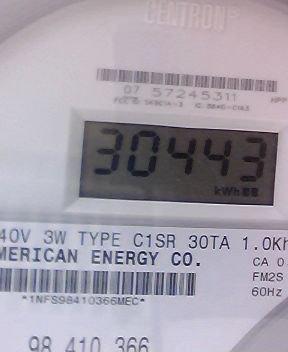 CENTRON®
07 57245311
30443
kWh
40V 3W TYPE C1SR 30TA 1.0Kh
MERICAN ENERGY CO.
CA 0
FM2S
60Hz
*1NFS98410366MEC*
98 410 366